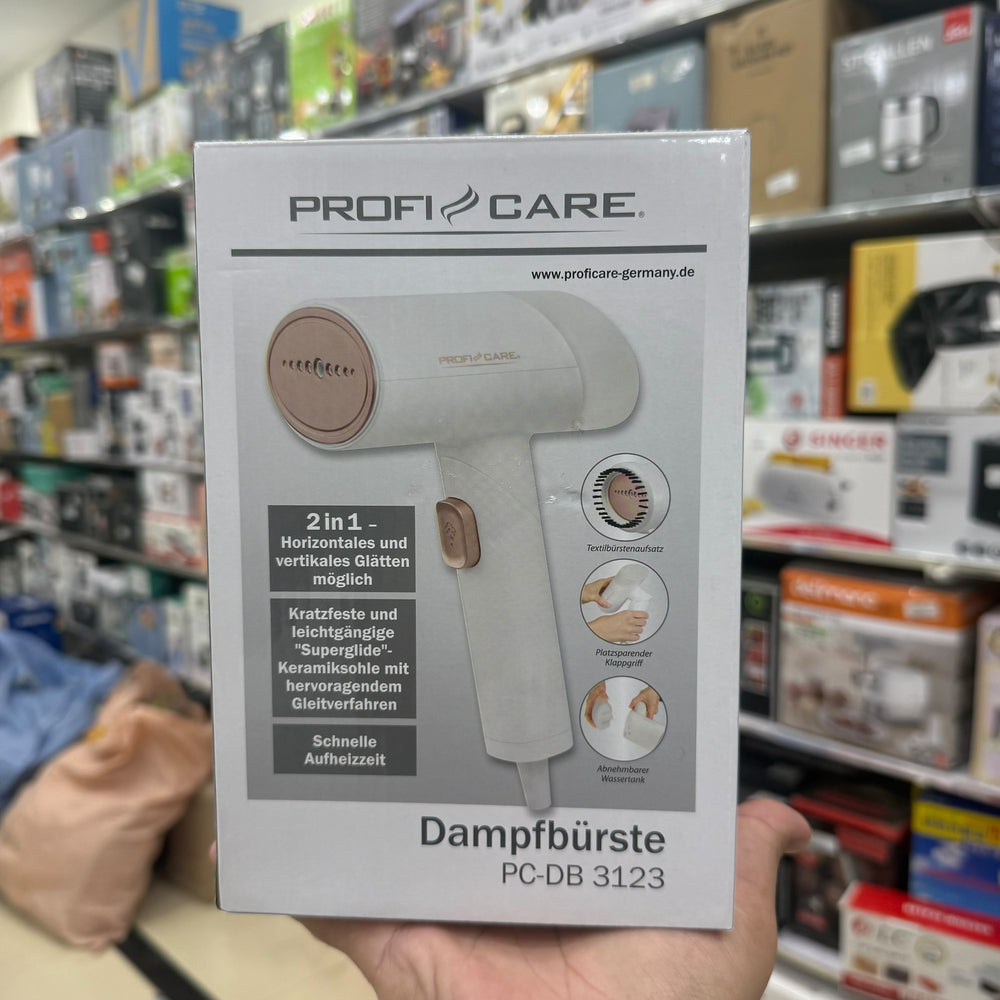 PROFI CARE®
www.proficare-germany.de
PROFI CARE®
2 in 1 –
Horizontales und
vertikales Glätten
möglich
Kratzfeste und
leichtgängige
"Superglide"-
Keramiksohle mit
hervoragendem
Gleitverfahren
Schnelle
Aufheizzeit
Textilbürstenaufsatz
Platzsparender
Klappgriff
Abnehmbarer
Wassertank
Dampfbürste
PC-DB 3123
SINGER